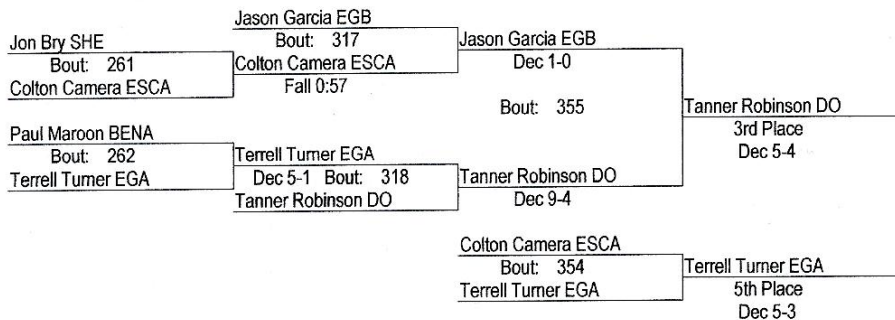 Jason Garcia EGB
Jon Bry SHE
Bout: 317
Jason Garcia EGB
Bout: 261
Colton Camera ESCA
Dec 1-0
Colton Camera ESCA
Fall 0:57
Bout: 355
Tanner Robinson DO
Paul Maroon BENA
3rd Place
Bout: 262
Terrell Turner EGA
Dec 5-4
Terrell Turner EGA
Dec 5-1 Bout: 318
Tanner Robinson DO
Tanner Robinson DO
Dec 9-4
Colton Camera ESCA
Bout: 354
Terrell Turner EGA
Terrell Turner EGA
5th Place
Dec 5-3